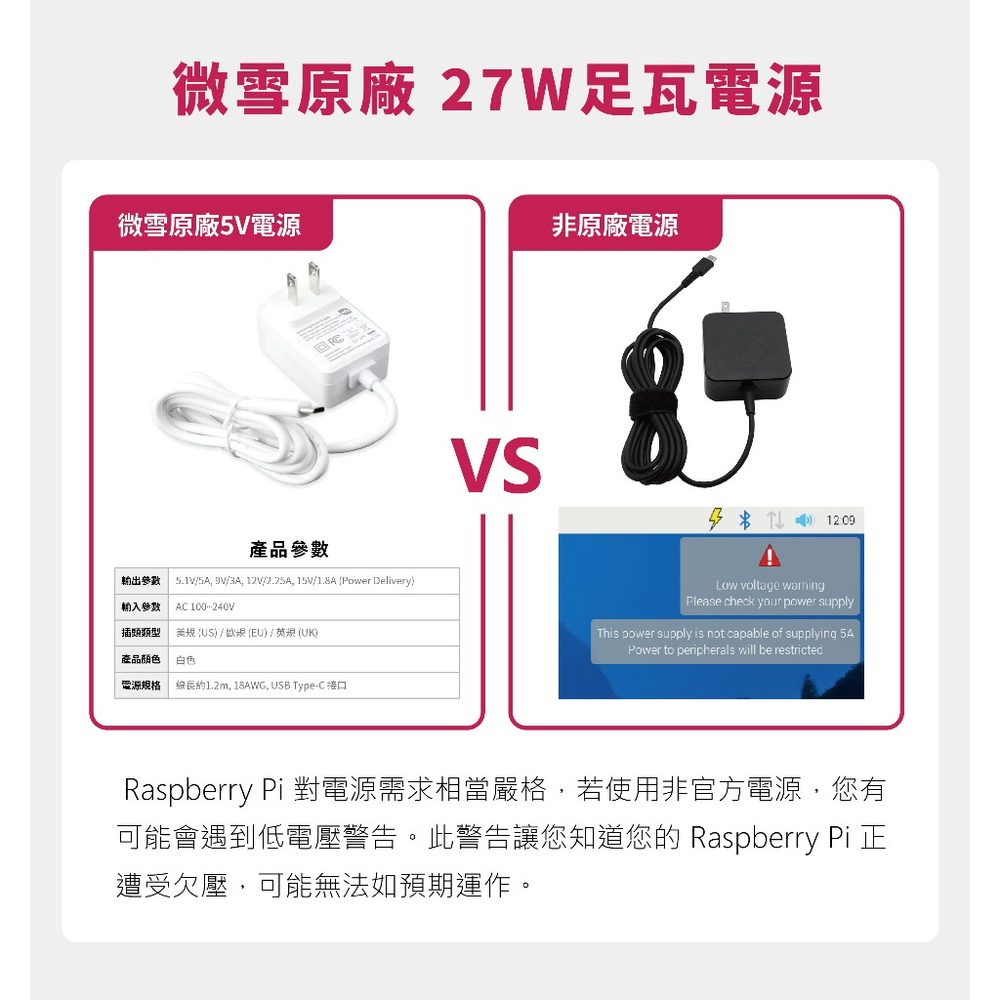 微雪原廠 27W足瓦電源
微雪原廠5V電源
非原廠電源
VS
產品參數
輸出參數 5.1V/5A, 9V/3A, 12V/2.25A, 15V/1.8A (Power Delivery)
輸入參數 AC 100~240V
插頭類型 美規 (US) / 歐規 (EU) / 英規 (UK)
產品顏色 白色
電源規格 線長約1.2m, 18AWG, USB Type-C 接口
12:09
Low voltage warning
Please check your power supply
This power supply is not capable of supplying 5A
Power to peripherals will be restricted
Raspberry Pi 對電源需求相當嚴格，若使用非官方電源，您有
可能會遇到低電壓警告。此警告讓您知道您的 Raspberry Pi 正
遭受欠壓，可能無法如預期運作。